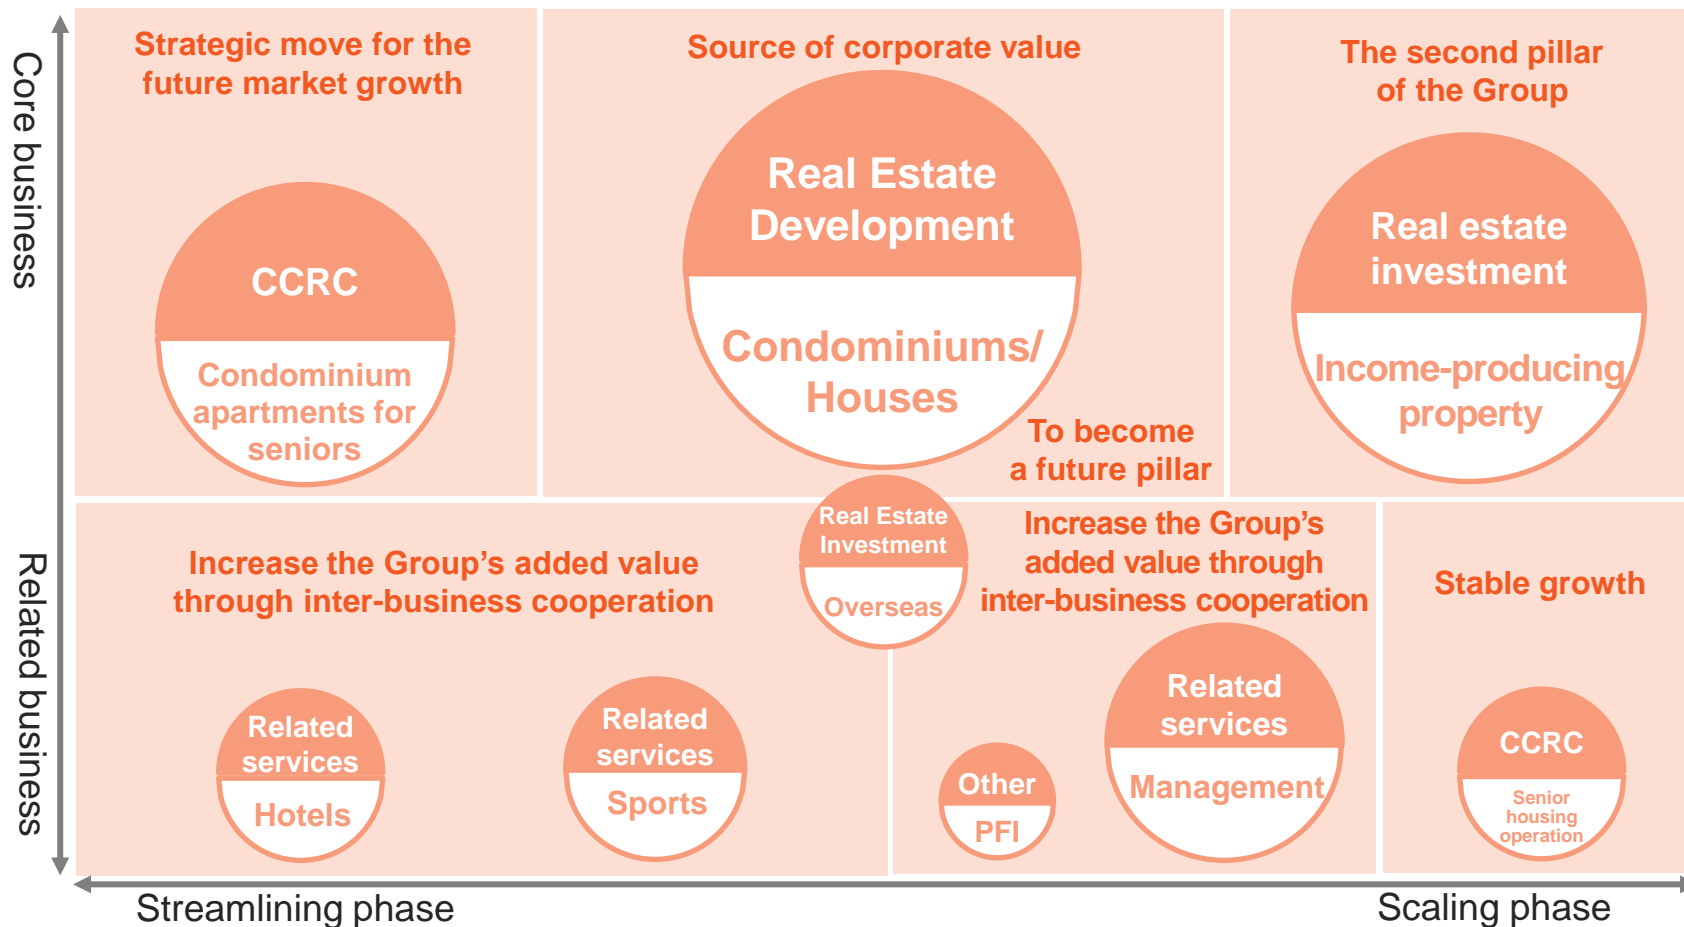 Core business
Related business
Strategic move for the
future market growth
CCRC
Condominium
apartments for
seniors
Source of corporate value
Real Estate
Development
Condominiums/
Houses
The second pillar
of the Group
Real estate
investment
Income-producing
property
To become
a future pillar
Real Estate
Investment
Overseas
Increase the Group's added value
through inter-business cooperation
Related
services
Hotels
Related
services
Sports
Increase the Group's
added value through
inter-business cooperation
Other
PFI
Related
services
Management
Stable growth
CCRC
Senior
housing
operation
Streamlining phase
Scaling phase